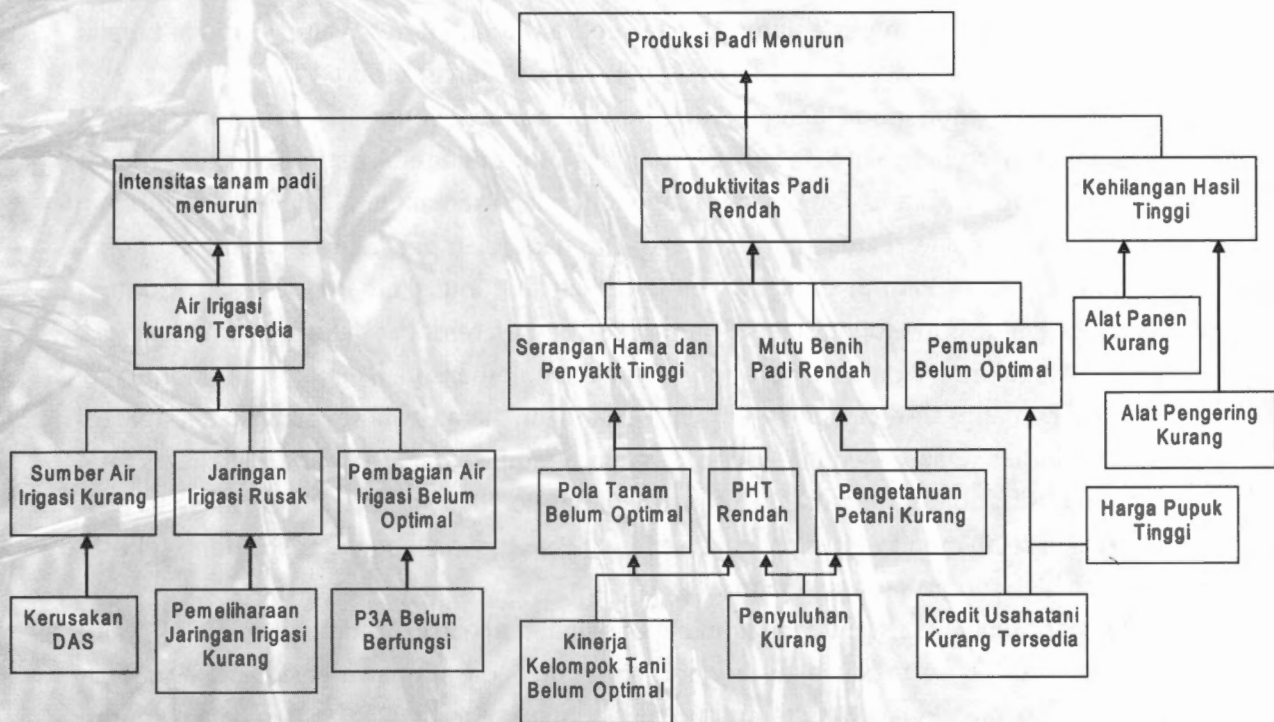 Produksi Padi Menurun
Intensitas tanam padi
menurun
Produktivitas Padi
Rendah
Kehilangan Hasil
Tinggi
Air Irigasi
kurang Tersedia
Serangan Hama dan
Penyakit Tinggi
Mutu Benih
Padi Rendah
Pemupukan
Belum Optimal
Alat Panen
Kurang
Alat Pengering
Kurang
Sumber Air
Irigasi Kurang
Jaringan
Irigasi Rusak
Pembagian Air
Irigasi Belum
Optimal
Pola Tanam
Belum Optimal
PHT
Rendah
Pengetahuan
Petani Kurang
Harga Pupuk
Tinggi
Kerusakan
DAS
Pemeliharaan
Jaringan Irigasi
Kurang
P3A Belum
Berfungsi
Kinerja
Kelompok Tani
Belum Optimal
Penyuluhan
Kurang
Kredit Usahatani
Kurang Tersedia